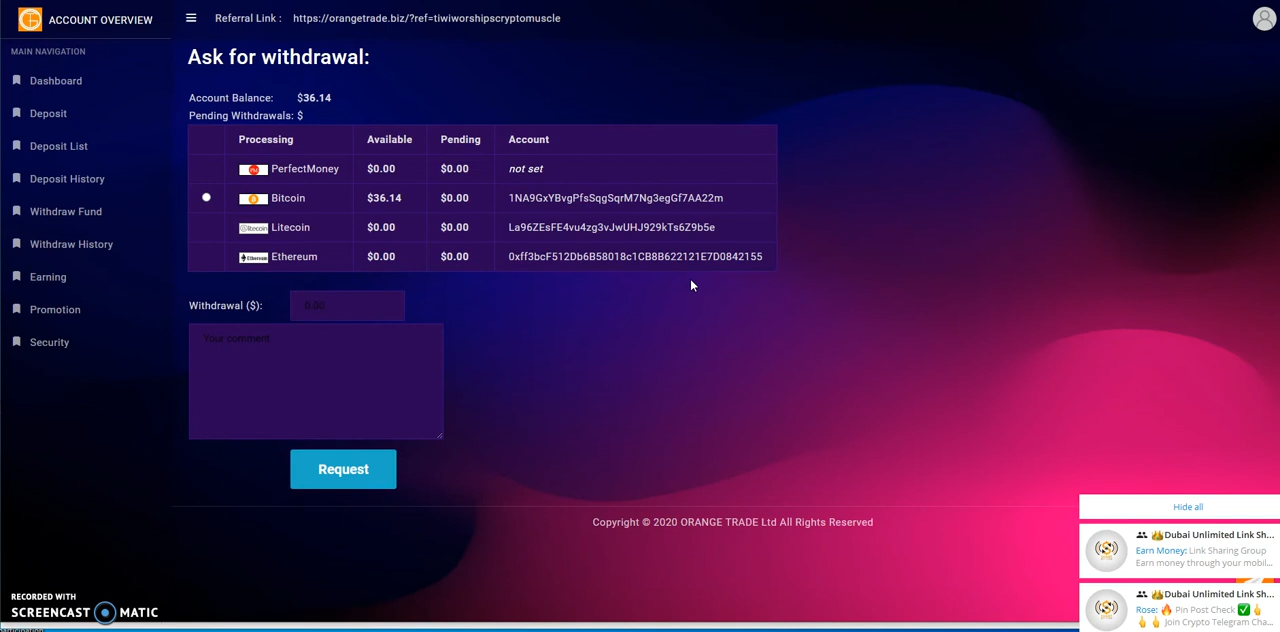 ACCOUNT OVERVIEW
Referral Link : https://orangetrade.biz/?ref=tiwiworshipscryptomuscle
MAIN NAVIGATION
Dashboard
Deposit
Deposit List
Deposit History
Withdraw Fund
Withdraw History
Earning
Promotion
Security
Ask for withdrawal:
Account Balance: $36.14
Pending Withdrawals: $
Processing Available Pending Account
PerfectMoney $0.00 $0.00 not set
Bitcoin $36.14 $0.00 1NA9GxYBvgPfsSqgSqrM7Ng3egGf7AA22m
litecoin Litecoin $0.00 $0.00 La96ZEsFE4vu4zg3vJwUHJ929kTs6Z9b5e
Ethereum Ethereum $0.00 $0.00 0xff3bcF512Db6B58018c1CB8B622121E7D0842155
Withdrawal ($): 0.00
Your comment
Request
Copyright © 2020 ORANGE TRADE Ltd All Rights Reserved
Hide all
Dubai Unlimited Link Sh...
Earn Money: Link Sharing Group
Earn money through your mobil...
Dubai Unlimited Link Sh...
Rose: 🔥 Pin Post Check ✅👆
👆👆 Join Crypto Telegram Cha...
RECORDED WITH
SCREENCAST MATIC